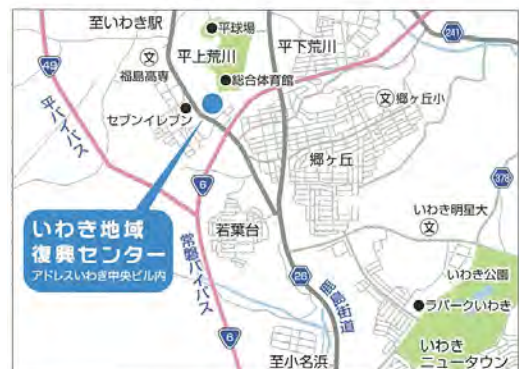 至いわき駅
平球場
241
平上荒川
平下荒川
文
福島高専
49
総合体育館
文 郷ヶ丘小
セブンイレブン
平バイパス
郷ヶ丘
378
6
いわき明星大
文
いわき地域
復興センター
アドレスいわき中央ビル内
若葉台
常磐バイパス
26
鹿島街道
いわき公園
ラパークいわき
6
いわき
ニュータウン
至小名浜